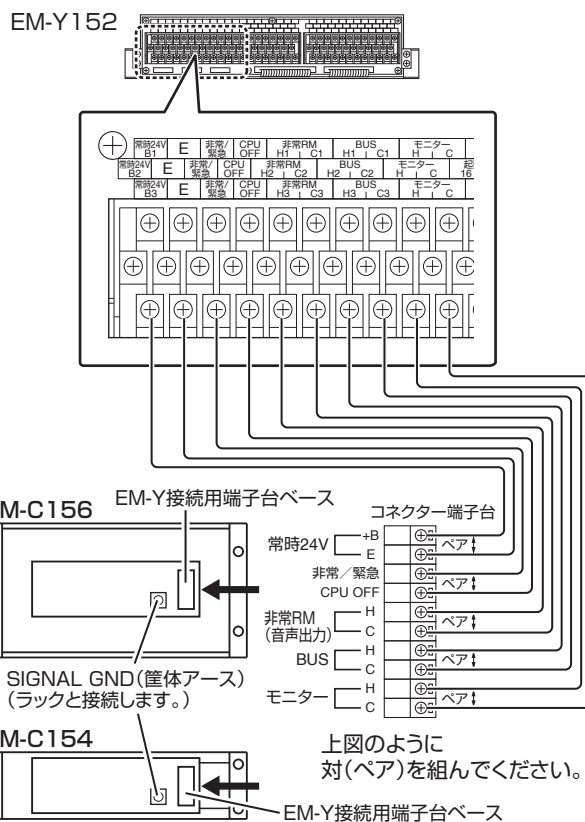 EM-Y152
常時24V B1 E 非常/緊急 CPU OFF 非常RM H1 C1 BUS H1 C1 モニター H C
常時24V B2 E 非常/緊急 CPU OFF 非常RM H2 C2 BUS H2 C2 モニター H C 起 16
常時24V B3 E 非常/緊急 CPU OFF 非常RM H3 C3 BUS H3 C3 モニター H C
M-C156
EM-Y接続用端子台ベース
コネクター端子台
常時24V +B ペア
E
非常/緊急 ペア
CPU OFF
非常RM H ペア
(音声出力) C
BUS H ペア
C
モニター H ペア
C
SIGNAL GND(筐体アース)
(ラックと接続します。)
M-C154
上図のように
対(ペア)を組んでください。
EM-Y接続用端子台ベース